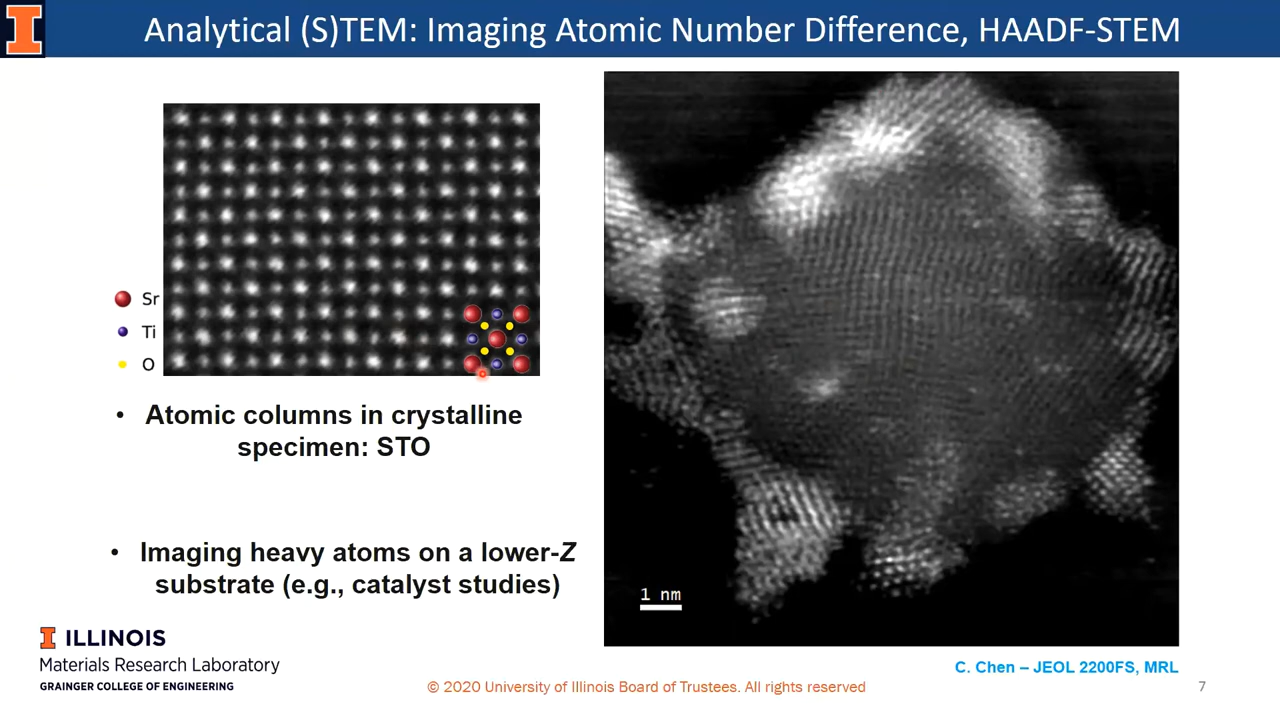 Analytical (S)TEM: Imaging Atomic Number Difference, HAADF-STEM
Sr
Ti
O
• Atomic columns in crystalline
specimen: STO
• Imaging heavy atoms on a lower-Z
substrate (e.g., catalyst studies)
1 nm
I ILLINOIS
Materials Research Laboratory
GRAINGER COLLEGE OF ENGINEERING
C. Chen – JEOL 2200FS, MRL
© 2020 University of Illinois Board of Trustees. All rights reserved
7